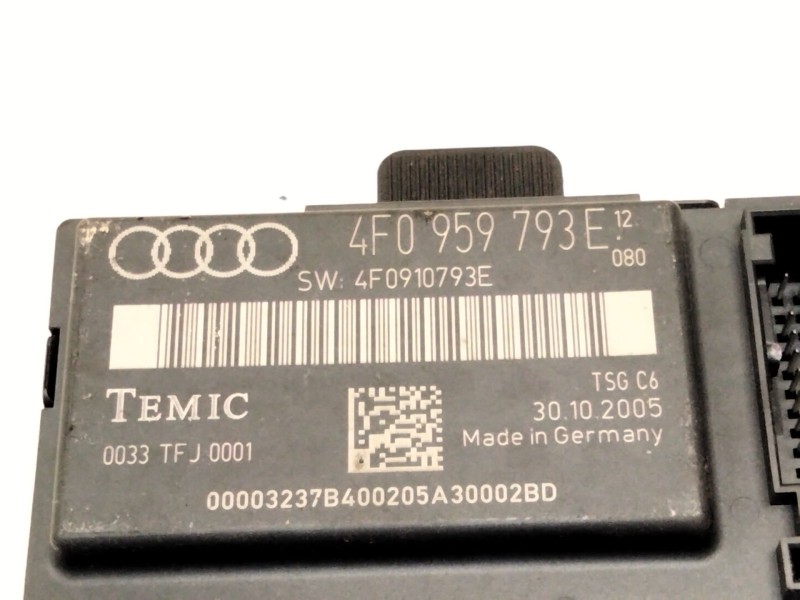 4F0 959 793E 12
080
SW: 4F0910793E
TEMIC
TSG C6
30.10.2005
0033 TFJ 0001
Made in Germany
00003237B400205A30002BD